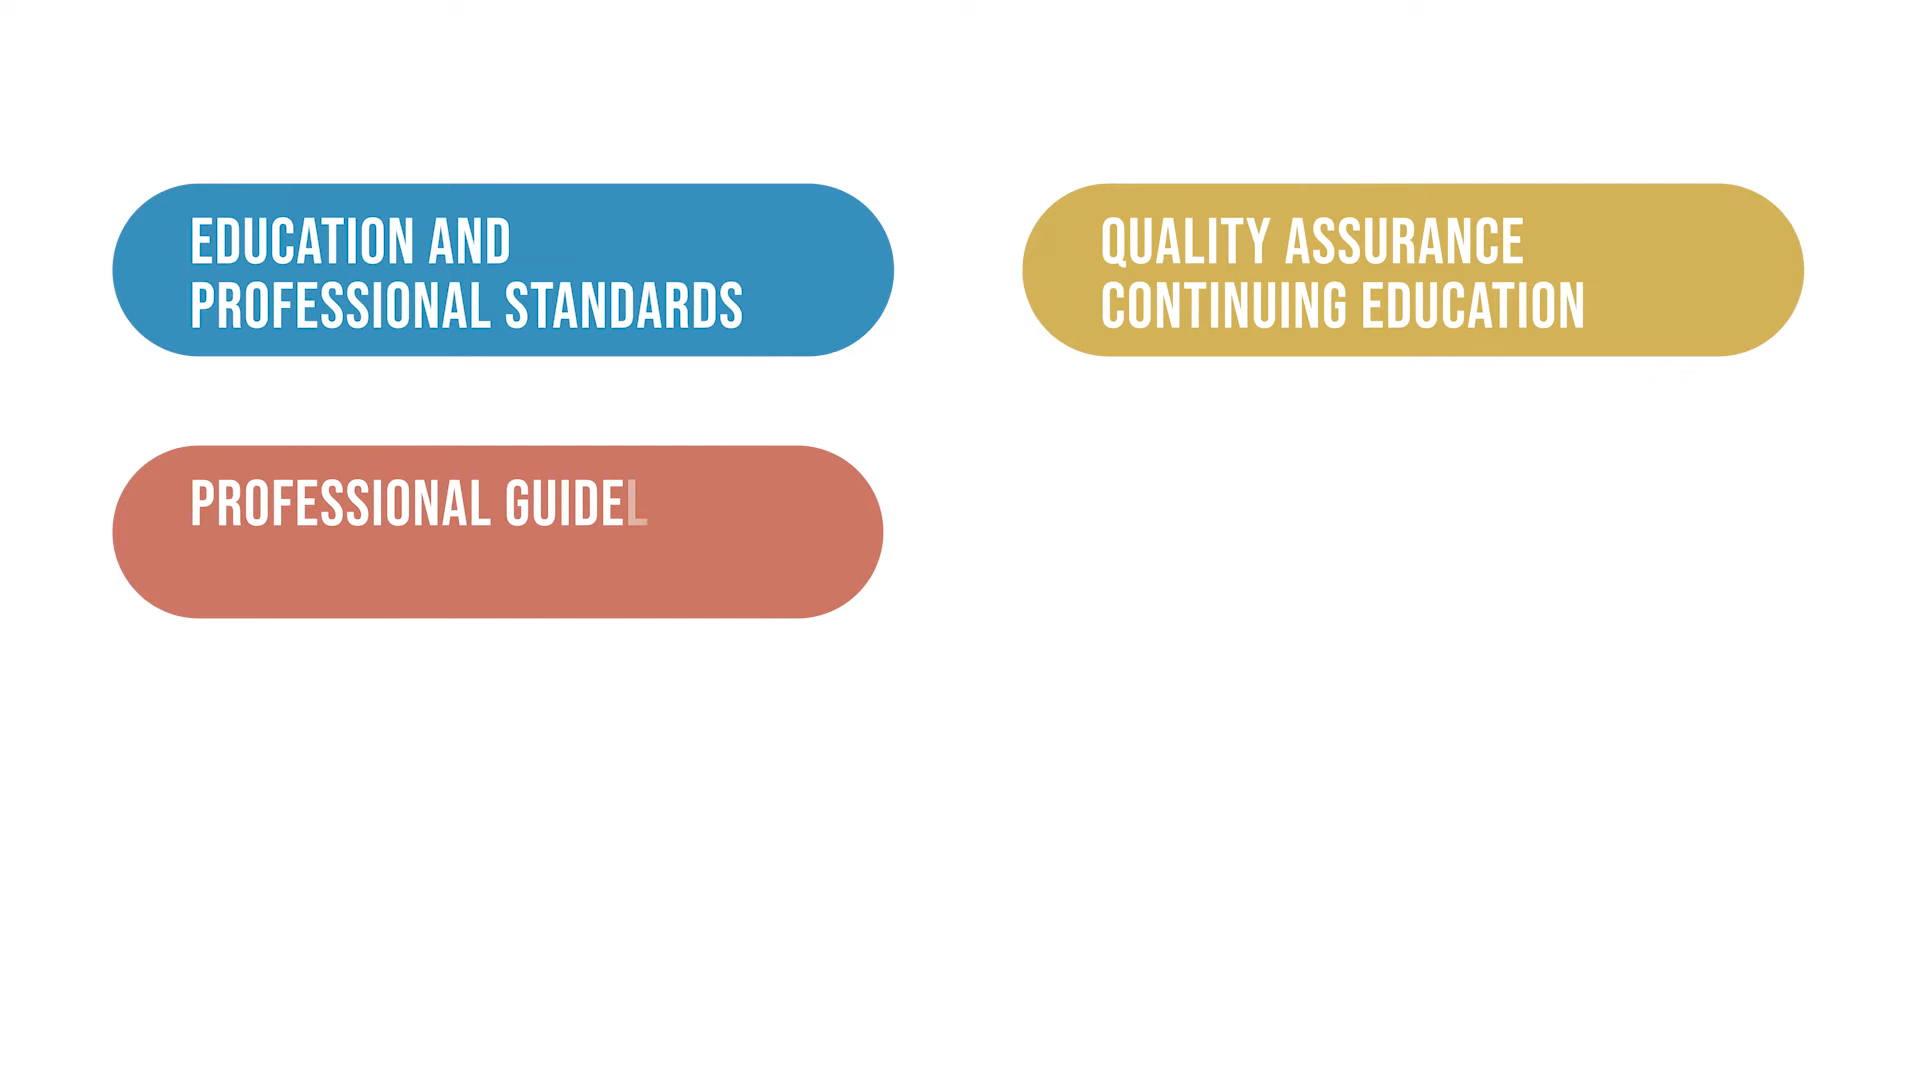 EDUCATION AND
PROFESSIONAL STANDARDS
QUALITY ASSURANCE
CONTINUING EDUCATION
PROFESSIONAL GUIDEL